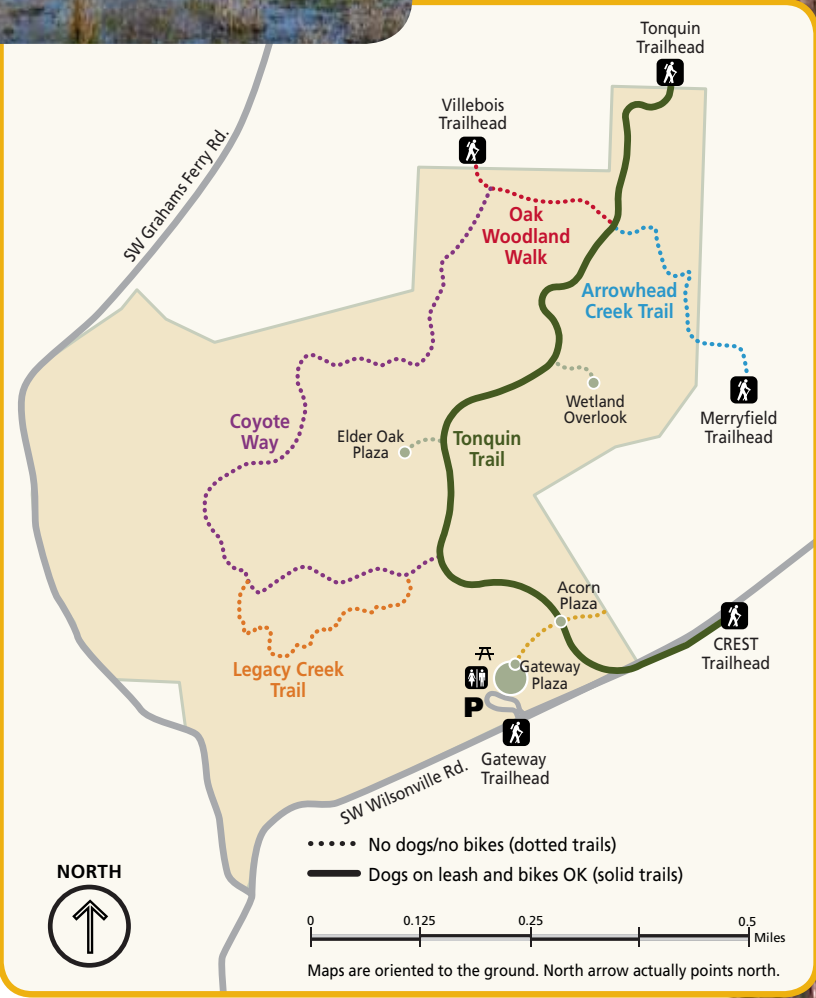 Tonquin
Trailhead
Villebois
Trailhead
SW Grahams Ferry Rd.
Oak
Woodland
Walk
Arrowhead
Creek Trail
Wetland
Overlook
Merryfield
Trailhead
Coyote
Way
Elder Oak
Plaza
Tonquin
Trail
Acorn
Plaza
CREST
Trailhead
Legacy Creek
Trail
Gateway
Plaza
P
Gateway
Trailhead
SW Wilsonville Rd.
No dogs/no bikes (dotted trails)
Dogs on leash and bikes OK (solid trails)
NORTH
0 0.125 0.25 0.5
Miles
Maps are oriented to the ground. North arrow actually points north.